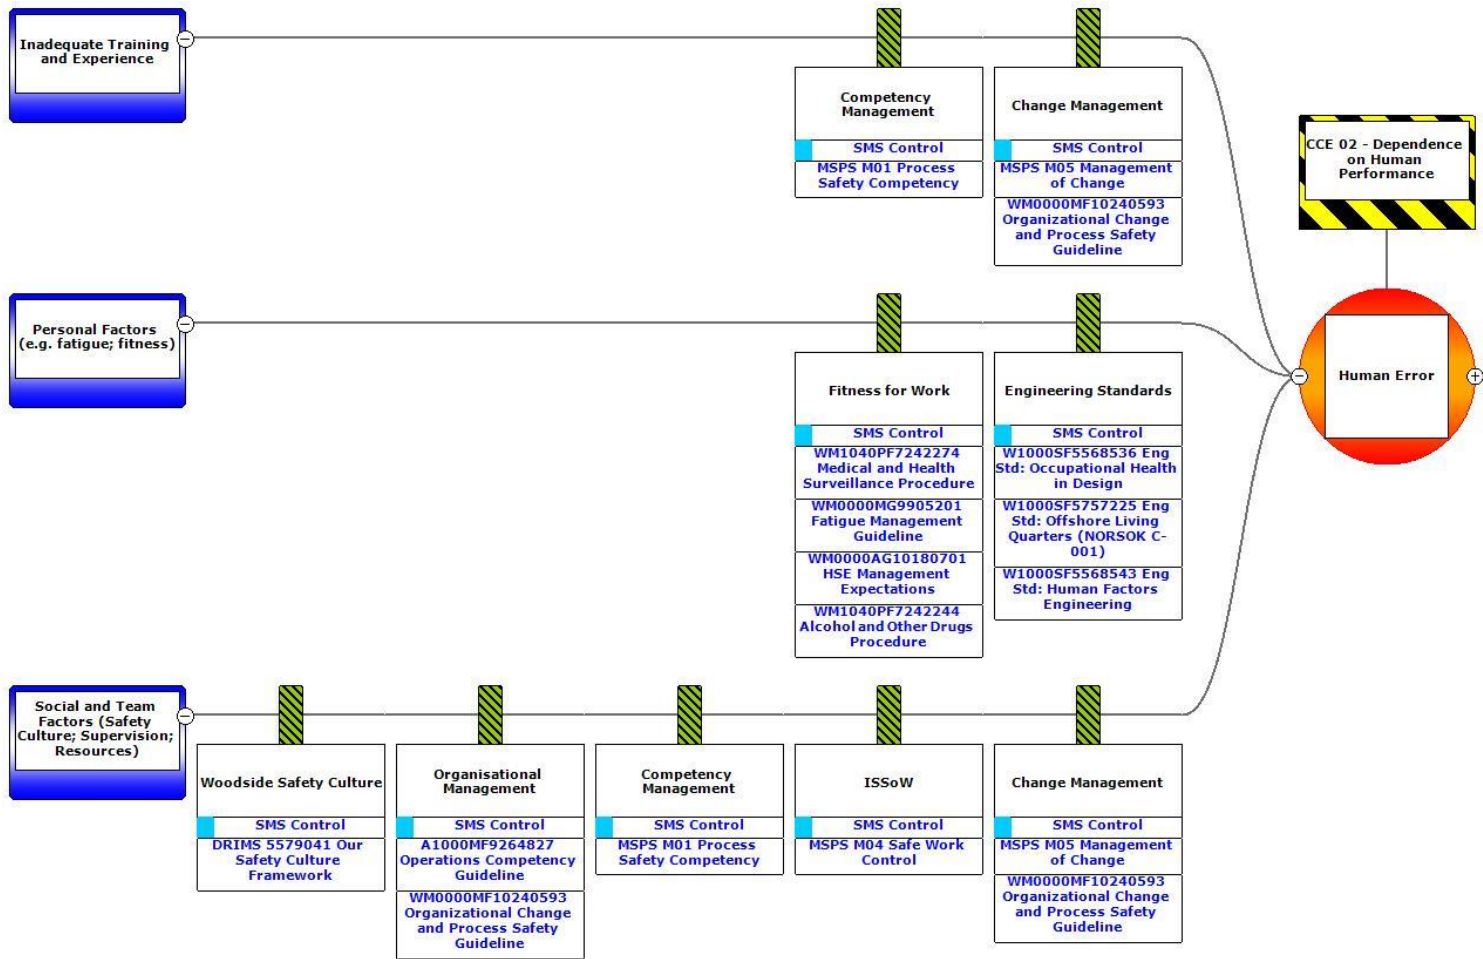 Inadequate Training
and Experience
Competency
Management
SMS Control
MSPS M01 Process
Safety Competency
Change Management
SMS Control
MSPS M05 Management
of Change
WM0000MF10240593
Organizational Change
and Process Safety
Guideline
CCE 02 - Dependence
on Human
Performance
Human Error
Personal Factors
(e.g. fatigue; fitness)
Fitness for Work
SMS Control
WM1040PF7242274
Medical and Health
Surveillance Procedure
WM0000MG9905201
Fatigue Management
Guideline
WM0000AG10180701
HSE Management
Expectations
WM1040PF7242244
Alcohol and Other Drugs
Procedure
Engineering Standards
SMS Control
W1000SF5568536 Eng
Std: Occupational Health
in Design
W1000SF5757225 Eng
Std: Offshore Living
Quarters (NORSOK C-
001)
W1000SF5568543 Eng
Std: Human Factors
Engineering
Social and Team
Factors (Safety
Culture; Supervision;
Resources)
Woodside Safety Culture
SMS Control
DRIMS 5579041 Our
Safety Culture
Framework
Organisational
Management
SMS Control
A1000MF9264827
Operations Competency
Guideline
WM0000MF10240593
Organizational Change
and Process Safety
Guideline
Competency
Management
SMS Control
MSPS M01 Process
Safety Competency
ISSoW
SMS Control
MSPS M04 Safe Work
Control
Change Management
SMS Control
MSPS M05 Management
of Change
WM0000MF10240593
Organizational Change
and Process Safety
Guideline